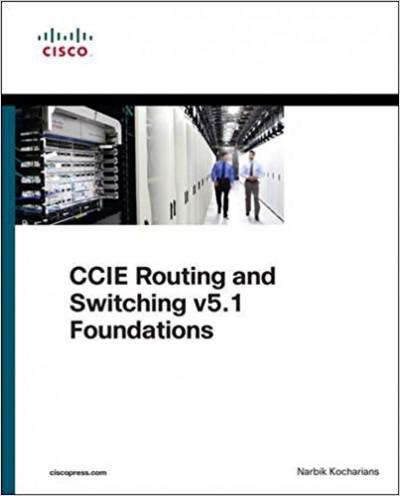 CISCO
CCIE Routing and
Switching v5.1
Foundations
ciscopress.com
Narbik Kocharians